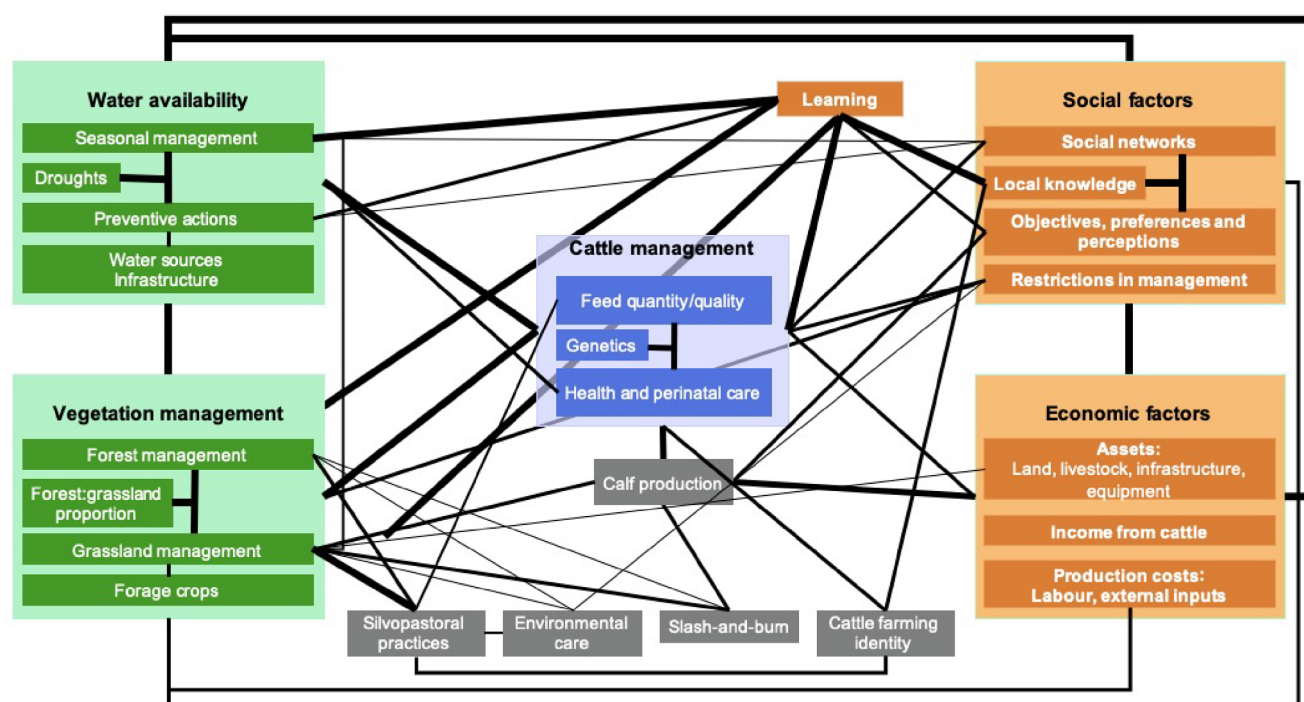 Water availability
Seasonal management
Droughts
Preventive actions
Water sources
Infrastructure
Vegetation management
Forest management
Forest:grassland
proportion
Grassland management
Forage crops
Learning
Cattle management
Feed quantity/quality
Genetics
Health and perinatal care
Calf production
Silvopastoral
practices
Environmental
care
Slash-and-burn
Cattle farming
identity
Social factors
Social networks
Local knowledge
Objectives, preferences and
perceptions
Restrictions in management
Economic factors
Assets:
Land, livestock, infrastructure,
equipment
Income from cattle
Production costs:
Labour, external inputs